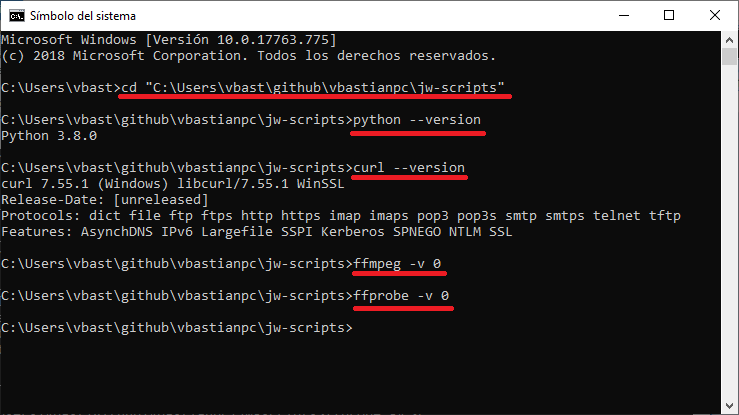 Símbolo del sistema
Microsoft Windows [Versión 10.0.17763.775]
(c) 2018 Microsoft Corporation. Todos los derechos reservados.
C:\Users\vbast>cd "C:\Users\vbast\github\vbastianpc\jw-scripts"
C:\Users\vbast\github\vbastianpc\jw-scripts>python --version
Python 3.8.0
C:\Users\vbast\github\vbastianpc\jw-scripts>curl --version
curl 7.55.1 (Windows) libcurl/7.55.1 WinSSL
Release-Date: [unreleased]
Protocols: dict file ftp ftps http https imap imaps pop3 pop3s smtp smtps telnet tftp
Features: AsynchDNS IPv6 Largefile SSPI Kerberos SPNEGO NTLM SSL
C:\Users\vbast\github\vbastianpc\jw-scripts>ffmpeg -v 0
C:\Users\vbast\github\vbastianpc\jw-scripts>ffprobe -v 0
C:\Users\vbast\github\vbastianpc\jw-scripts>